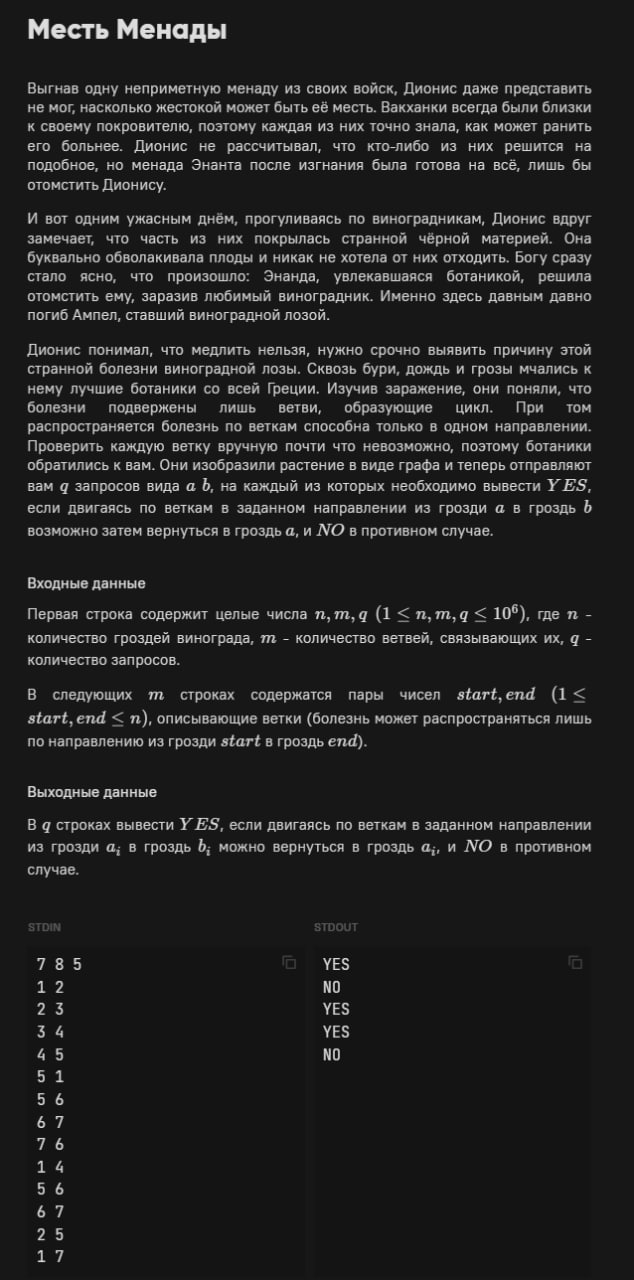 Месть Менады
Выгнав одну неприметную менаду из своих войск, Дионис даже представить
не мог, насколько жестокой может быть её месть. Вакханки всегда были близки
к своему покровителю, поэтому каждая из них точно знала, как может ранить
его больнее. Дионис не рассчитывал, что кто-либо из них решится на
подобное, но менада Энанта после изгнания была готова на всё, лишь бы
отомстить Дионису.
И вот одним ужасным днём, прогуливаясь по виноградникам, Дионис вдруг
замечает, что часть из них покрылась странной чёрной материей. Она
буквально обволакивала плоды и никак не хотела от них отходить. Богу сразу
стало ясно, что произошло: Энанда, увлекавшаяся ботаникой, решила
отомстить ему, заразив любимый виноградник. Именно здесь давным давно
погиб Ампел, ставший виноградной лозой.
Дионис понимал, что медлить нельзя, нужно срочно выявить причину этой
странной болезни виноградной лозы. Сквозь бури, дождь и грозы мчались к
нему лучшие ботаники со всей Греции. Изучив заражение, они поняли, что
болезни подвержены лишь ветви, образующие цикл. При том
распространяется болезнь по веткам способна только в одном направлении.
Проверить каждую ветку вручную почти что невозможно, поэтому ботаники
обратились к вам. Они изобразили растение в виде графа и теперь отправляют
вам q запросов вида a b, на каждый из которых необходимо вывести YES,
если двигаясь по веткам в заданном направлении из грозди a в гроздь b
возможно затем вернуться в гроздь a, и NO в противном случае.
Входные данные
Первая строка содержит целые числа n, m, q (1 ≤ n, m, q ≤ 10⁶), где n -
количество гроздей винограда, m - количество ветвей, связывающих их, q -
количество запросов.
В следующих m строках содержатся пары чисел start, end (1 ≤
start, end ≤ n), описывающие ветки (болезнь может распространяться лишь
по направлению из грозди start в гроздь end).
Выходные данные
В q строках вывести YES, если двигаясь по веткам в заданном направлении
из грозди aᵢ в гроздь bᵢ можно вернуться в гроздь aᵢ, и NO в противном
случае.
STDIN
7 8 5
1 2
2 3
3 4
4 5
5 1
5 6
6 7
7 6
1 4
5 6
6 7
2 5
1 7
STDOUT
YES
NO
YES
YES
NO